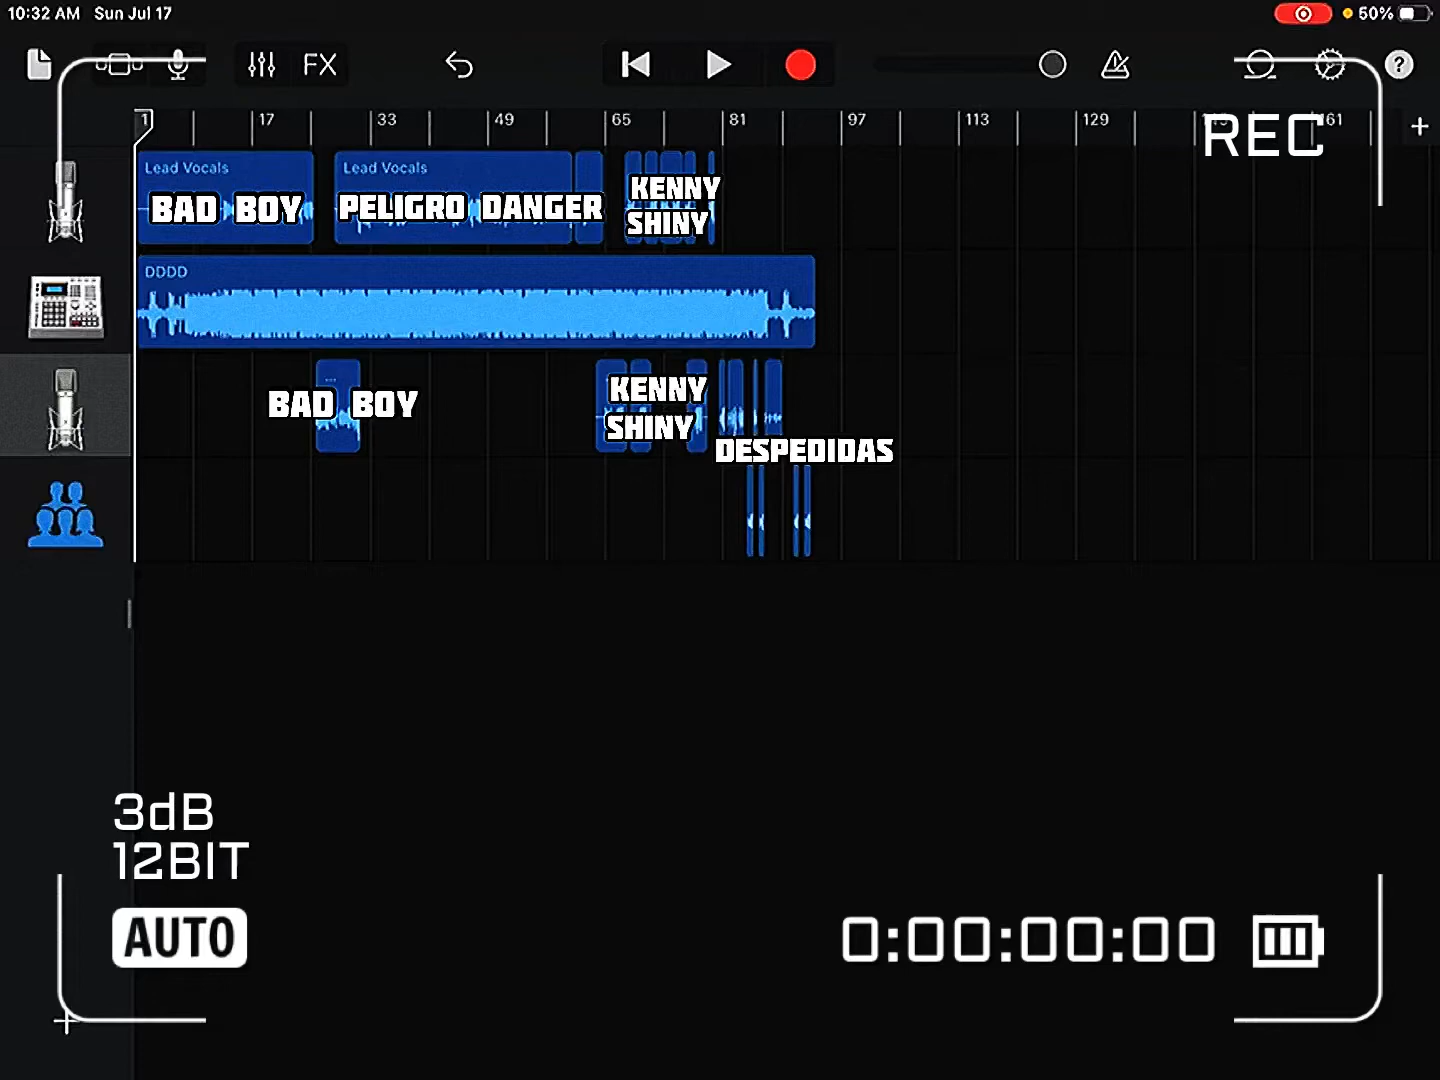 10:32 AM Sun Jul 17
50%
FX
?
1 17 33 49 65 81 97 113 129 145 161
REC
Lead Vocals
Lead Vocals
BAD BOY
PELIGRO DANGER
KENNY
SHINY
DDDD
BAD BOY
KENNY
SHINY
DESPEDIDAS
3dB
12BIT
AUTO
0:00:00:00